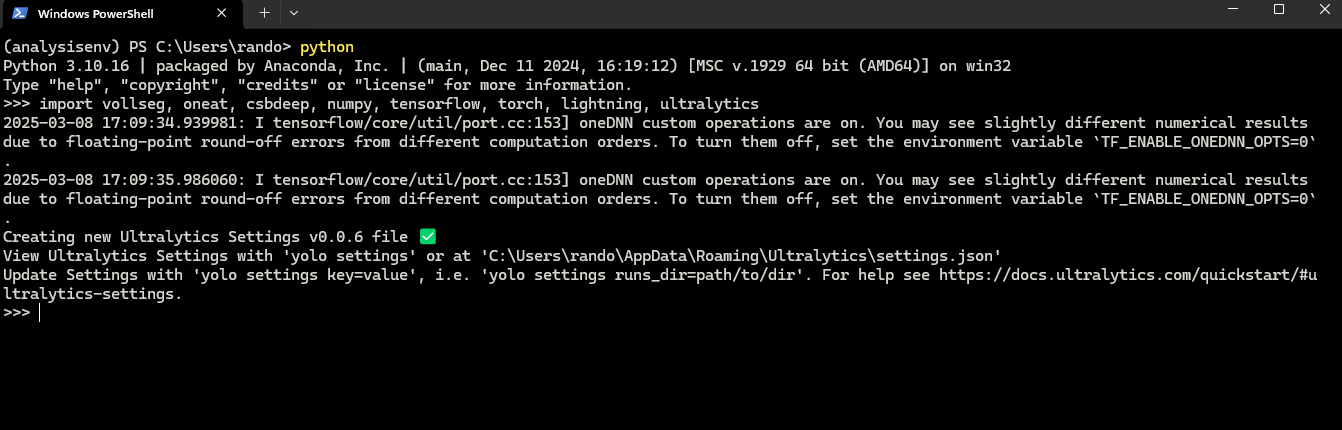 Windows PowerShell
(analysisenv) PS C:\Users\rando> python
Python 3.10.16 | packaged by Anaconda, Inc. | (main, Dec 11 2024, 16:19:12) [MSC v.1929 64 bit (AMD64)] on win32
Type "help", "copyright", "credits" or "license" for more information.
>>> import vollseg, oneat, csbdeep, numpy, tensorflow, torch, lightning, ultralytics
2025-03-08 17:09:34.939981: I tensorflow/core/util/port.cc:153] oneDNN custom operations are on. You may see slightly different numerical results
due to floating-point round-off errors from different computation orders. To turn them off, set the environment variable `TF_ENABLE_ONEDNN_OPTS=0`
.
2025-03-08 17:09:35.986060: I tensorflow/core/util/port.cc:153] oneDNN custom operations are on. You may see slightly different numerical results
due to floating-point round-off errors from different computation orders. To turn them off, set the environment variable `TF_ENABLE_ONEDNN_OPTS=0`
.
Creating new Ultralytics Settings v0.0.6 file ✅
View Ultralytics Settings with 'yolo settings' or at 'C:\Users\rando\AppData\Roaming\Ultralytics\settings.json'
Update Settings with 'yolo settings key=value', i.e. 'yolo settings runs_dir=path/to/dir'. For help see https://docs.ultralytics.com/quickstart/#u
ltralytics-settings.
>>>